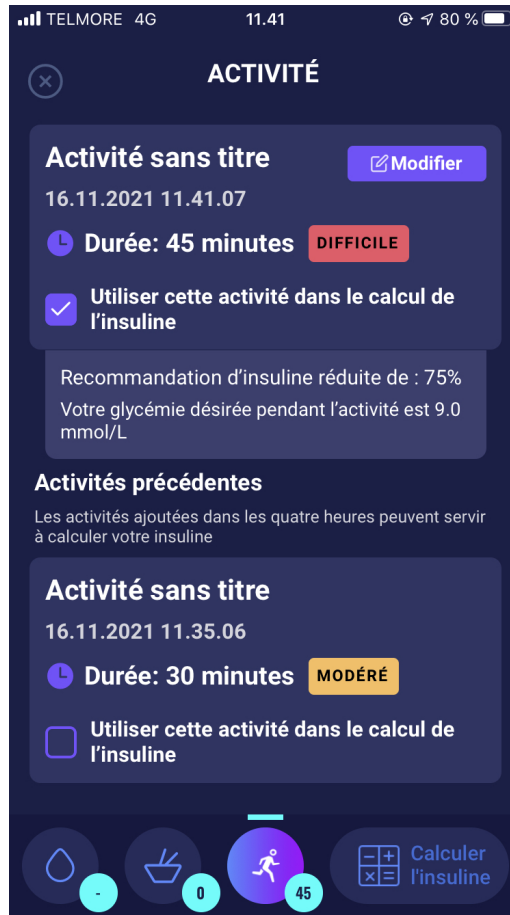 TELMORE 4G 11.41 80 %
ACTIVITÉ
Activité sans titre Modifier
16.11.2021 11.41.07
Durée: 45 minutes DIFFICILE
Utiliser cette activité dans le calcul de
l’insuline
Recommandation d’insuline réduite de : 75%
Votre glycémie désirée pendant l’activité est 9.0
mmol/L
Activités précédentes
Les activités ajoutées dans les quatre heures peuvent servir
à calculer votre insuline
Activité sans titre
16.11.2021 11.35.06
Durée: 30 minutes MODÉRÉ
Utiliser cette activité dans le calcul de
l’insuline
Calculer
l'insuline
- 0 45